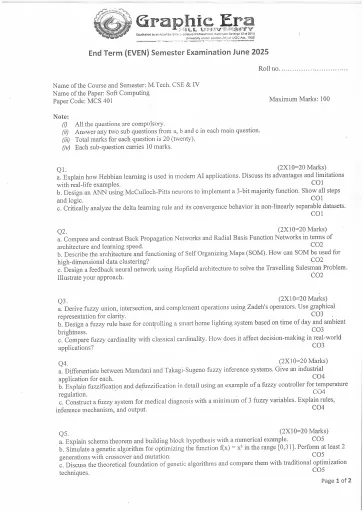 Graphic Era
HILL UNIVERSITY
End Term (EVEN) Semester Examination June 2025
Roll no.............................
Name of the Course and Semester: M.Tech. CSE & IV
Name of the Paper: Soft Computing
Paper Code: MCS 401
Maximum Marks: 100
Note:
(i) All the questions are compulsory.
(ii) Answer any two sub questions from a, b and c in each main question.
(iii) Total marks for each question is 20 (twenty).
(iv) Each sub-question carries 10 marks.
Q1. (2X10=20 Marks)
a. Explain how Hebbian learning is used in modern AI applications. Discuss its advantages and limitations
with real-life examples. CO1
b. Design an ANN using McCulloch-Pitts neurons to implement a 3-bit majority function. Show all steps
and logic. CO1
c. Critically analyze the delta learning rule and its convergence behavior in non-linearly separable datasets.
CO1
Q2. (2X10=20 Marks)
a. Compare and contrast Back Propagation Networks and Radial Basis Function Networks in terms of
architecture and learning speed. CO2
b. Describe the architecture and functioning of Self Organizing Maps (SOM). How can SOM be used for
high-dimensional data clustering? CO2
c. Design a feedback neural network using Hopfield architecture to solve the Travelling Salesman Problem.
Illustrate your approach. CO2
Q3. (2X10=20 Marks)
a. Derive fuzzy union, intersection, and complement operations using Zadeh's operators. Use graphical
representation for clarity. CO3
b. Design a fuzzy rule base for controlling a smart home lighting system based on time of day and ambient
brightness. CO3
c. Compare fuzzy cardinality with classical cardinality. How does it affect decision-making in real-world
applications? CO3
Q4. (2X10=20 Marks)
a. Differentiate between Mamdani and Takagi-Sugeno fuzzy inference systems. Give an industrial
application for each. CO4
b. Explain fuzzification and defuzzification in detail using an example of a fuzzy controller for temperature
regulation. CO4
c. Construct a fuzzy system for medical diagnosis with a minimum of 3 fuzzy variables. Explain rules,
inference mechanism, and output. CO4
Q5. (2X10=20 Marks)
a. Explain schema theorem and building block hypothesis with a numerical example. CO5
b. Simulate a genetic algorithm for optimizing the function f(x) = x² in the range [0,31]. Perform at least 2
generations with crossover and mutation. CO5
c. Discuss the theoretical foundation of genetic algorithms and compare them with traditional optimization
techniques. CO5
Page 1 of 2